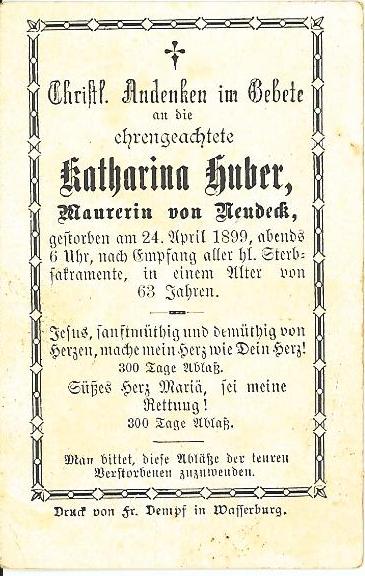 Christl. Andenken im Gebete
an die
ehrengeachtete
Katharina Huber,
Maurerin von Neudeck,
gestorben am 24. April 1899, abends
6 Uhr, nach Empfang aller hl. Sterb-
sakramente, in einem Alter von
63 Jahren.
Jesus, sanftmüthig und demüthig von
Herzen, mache mein Herz wie Dein Herz!
300 Tage Ablaß.
Süßes Herz Mariä, sei meine
Rettung!
300 Tage Ablaß.
Man bittet, diese Abläße der teuren
Verstorbenen zuzuwenden.
Druck von Fr. Dempf in Wasserburg.